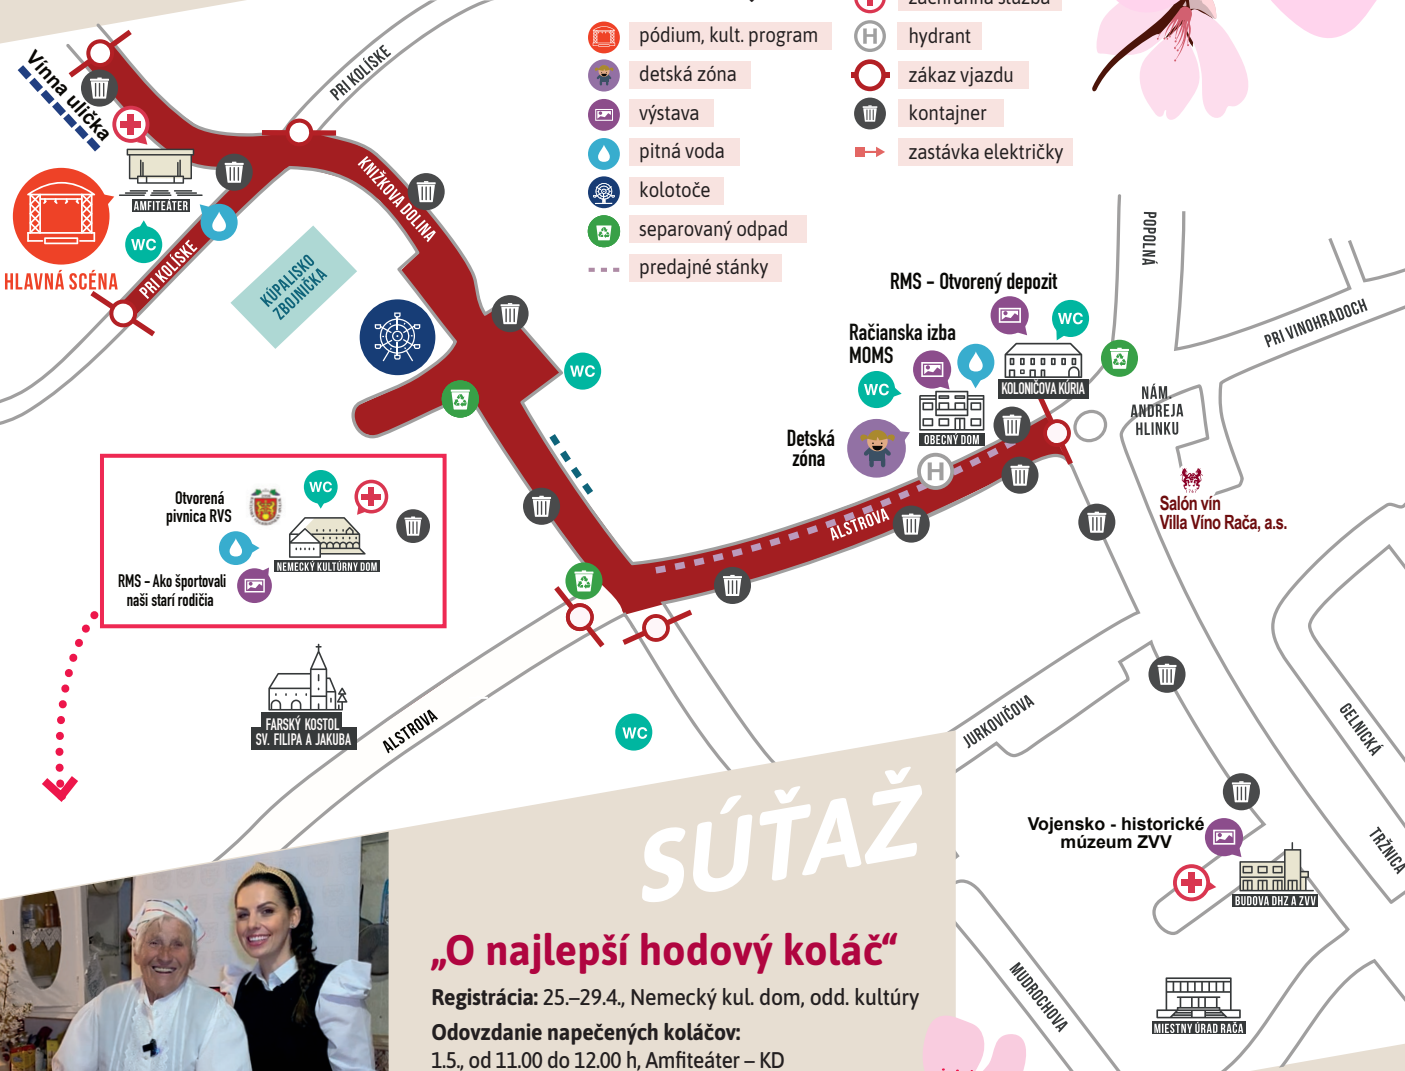 záchranná služba
pódium, kult. program
hydrant
H
detská zóna
zákaz vjazdu
výstava
kontajner
pitná voda
zastávka električky
kolotoče
separovaný odpad
predajné stánky
Vínna ulička
PRI KOLÍSKE
KNIŽKOVA DOLINA
AMFITEÁTER
WC
HLAVNÁ SCÉNA
PRI KOLÍSKE
KÚPALISKO
ZBOJNÍČKA
WC
POPOLNÁ
PRI VINOHRADOCH
RMS – Otvorený depozit
WC
Račianska izba
MOMS
WC
KOLONIČOVA KÚRIA
NÁM.
ANDREJA
HLINKU
OBECNÝ DOM
Detská
zóna
H
ALSTROVA
Salón vín
Villa Víno Rača, a.s.
Otvorená
pivnica RVS
WC
NEMECKÝ KULTÚRNY DOM
RMS – Ako športovali
naši starí rodičia
FARSKÝ KOSTOL
SV. FILIPA A JAKUBA
ALSTROVA
WC
JURKOVIČOVA
GELNICKÁ
TRŽNICA
Vojensko - historické
múzeum ZVV
BUDOVA DHZ A ZVV
MUDROCHOVA
MIESTNY ÚRAD RAČA
SÚŤAŽ
„O najlepší hodový koláč“
Registrácia: 25.–29.4., Nemecký kul. dom, odd. kultúry
Odovzdanie napečených koláčov:
1.5., od 11.00 do 12.00 h, Amfiteáter – KD